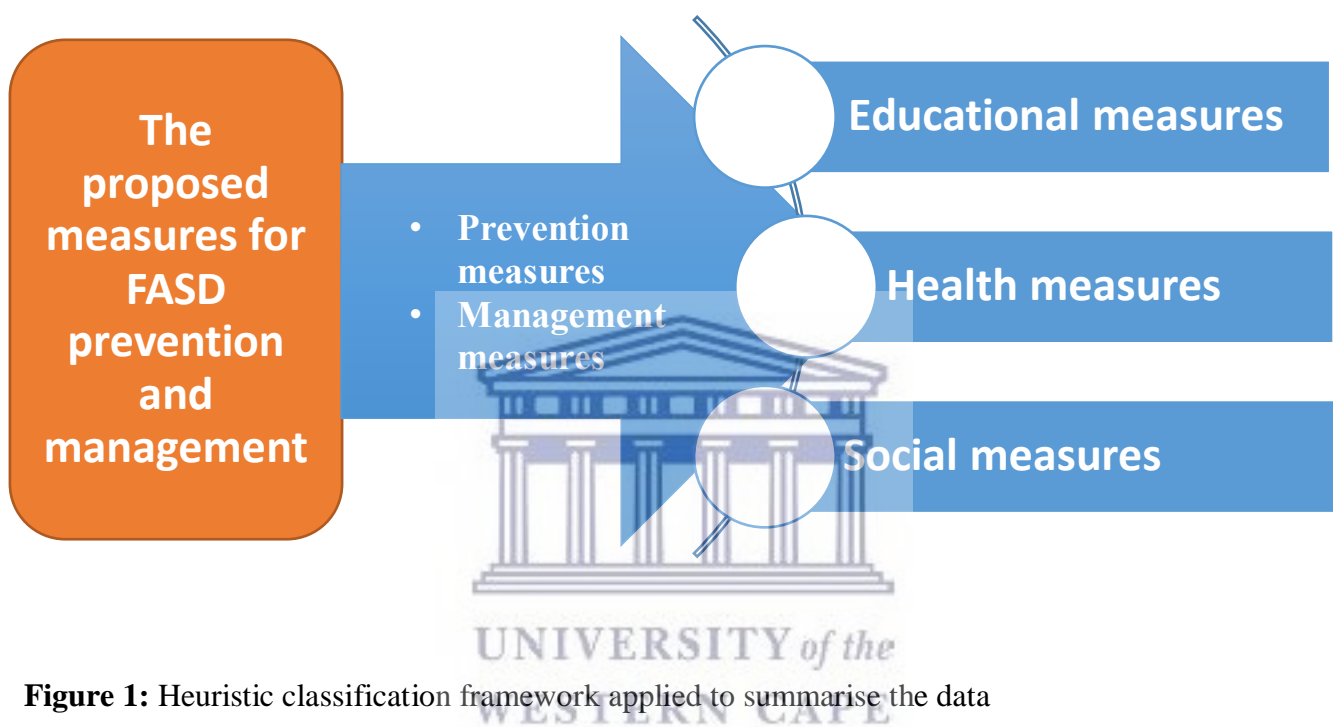 The
proposed
measures for
FASD
prevention
and
management
• Prevention
measures
• Management
measures
Educational measures
Health measures
Social measures
UNIVERSITY of the
WESTERN CAPE
Figure 1: Heuristic classification framework applied to summarise the data